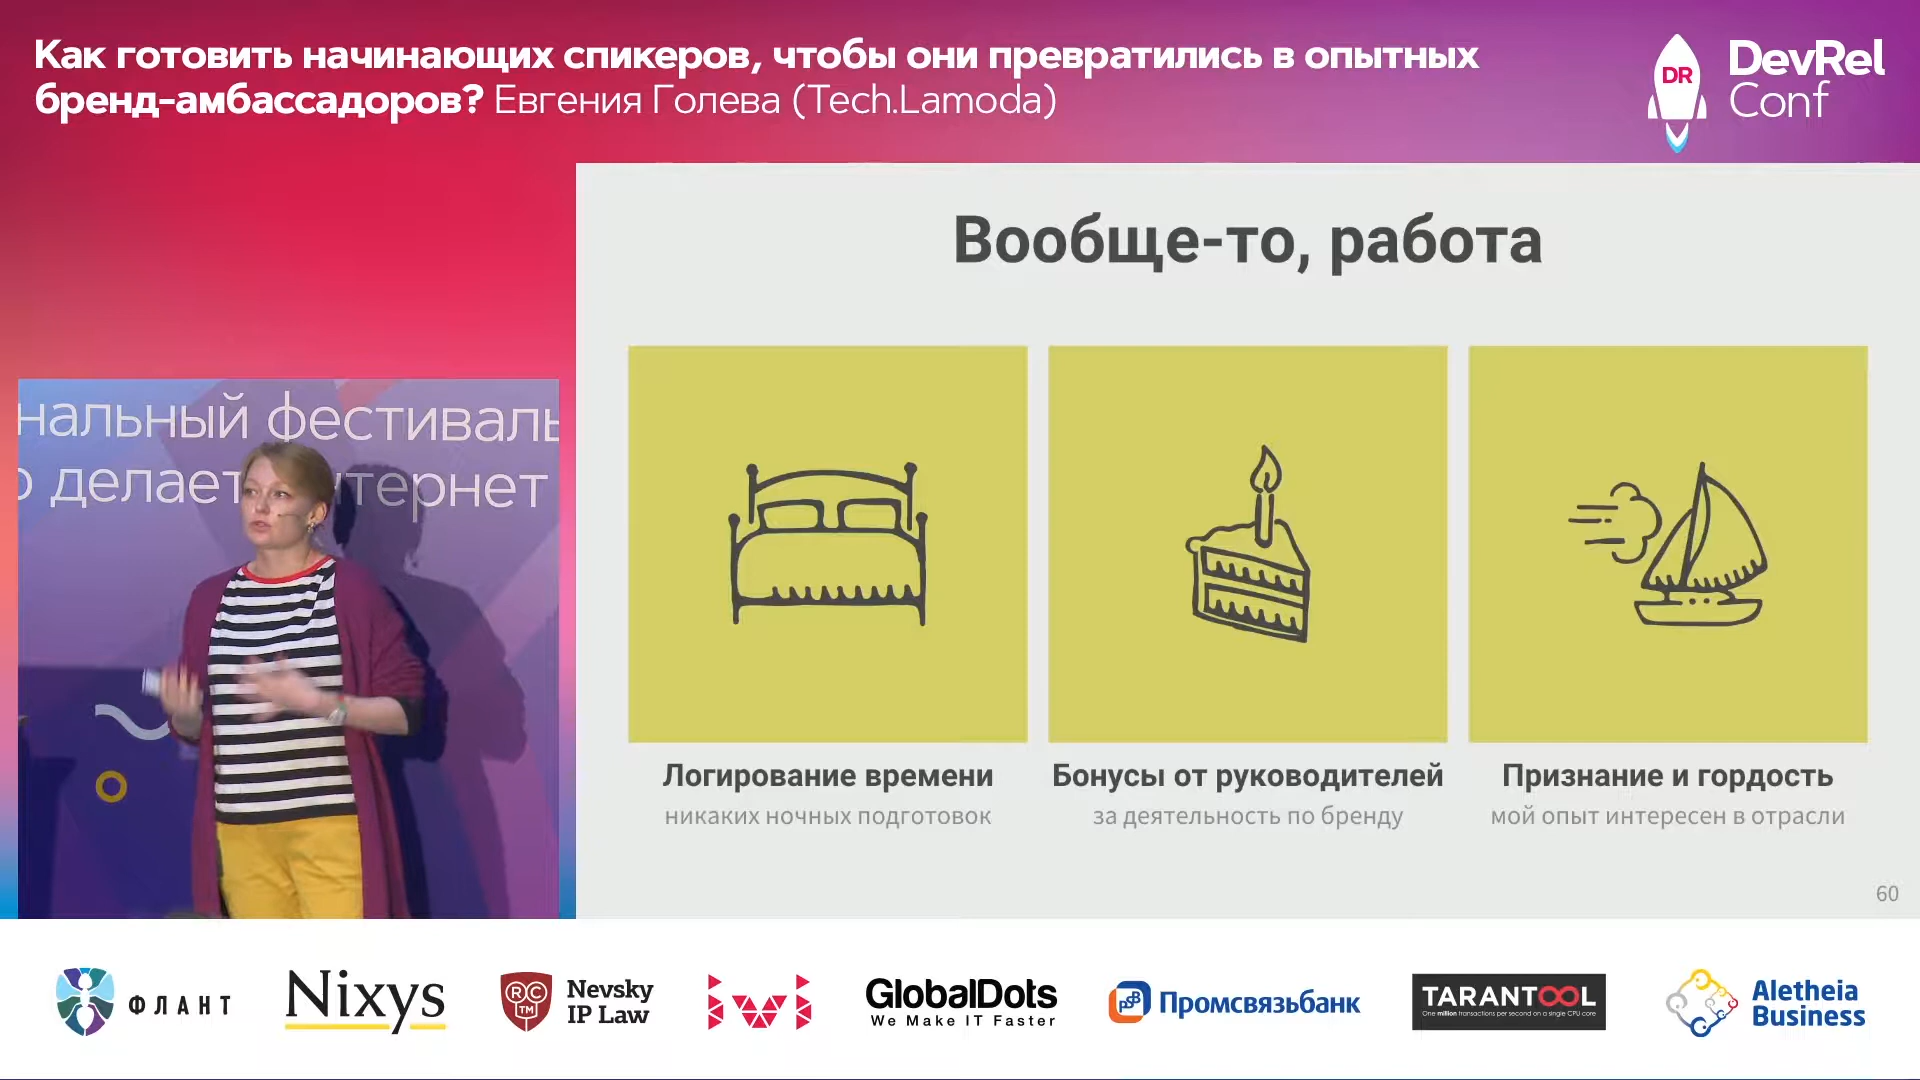 Как готовить начинающих спикеров, чтобы они превратились в опытных
бренд-амбассадоров? Евгения Голева (Tech.Lamoda)
DR
DevRel
Conf
Вообще-то, работа
нальный фестиваль
делает
тернет
Логирование времени
никаких ночных подготовок
Бонусы от руководителей
за деятельность по бренду
Признание и гордость
мой опыт интересен в отрасли
60
ФЛАНТ
Nixys
RC
TM
Nevsky
IP Law
ivi
GlobalDots
We Make IT Faster
PSB
Промсвязьбанк
TARANTOOL
One million transactions per second on a single CPU core
Aletheia
Business